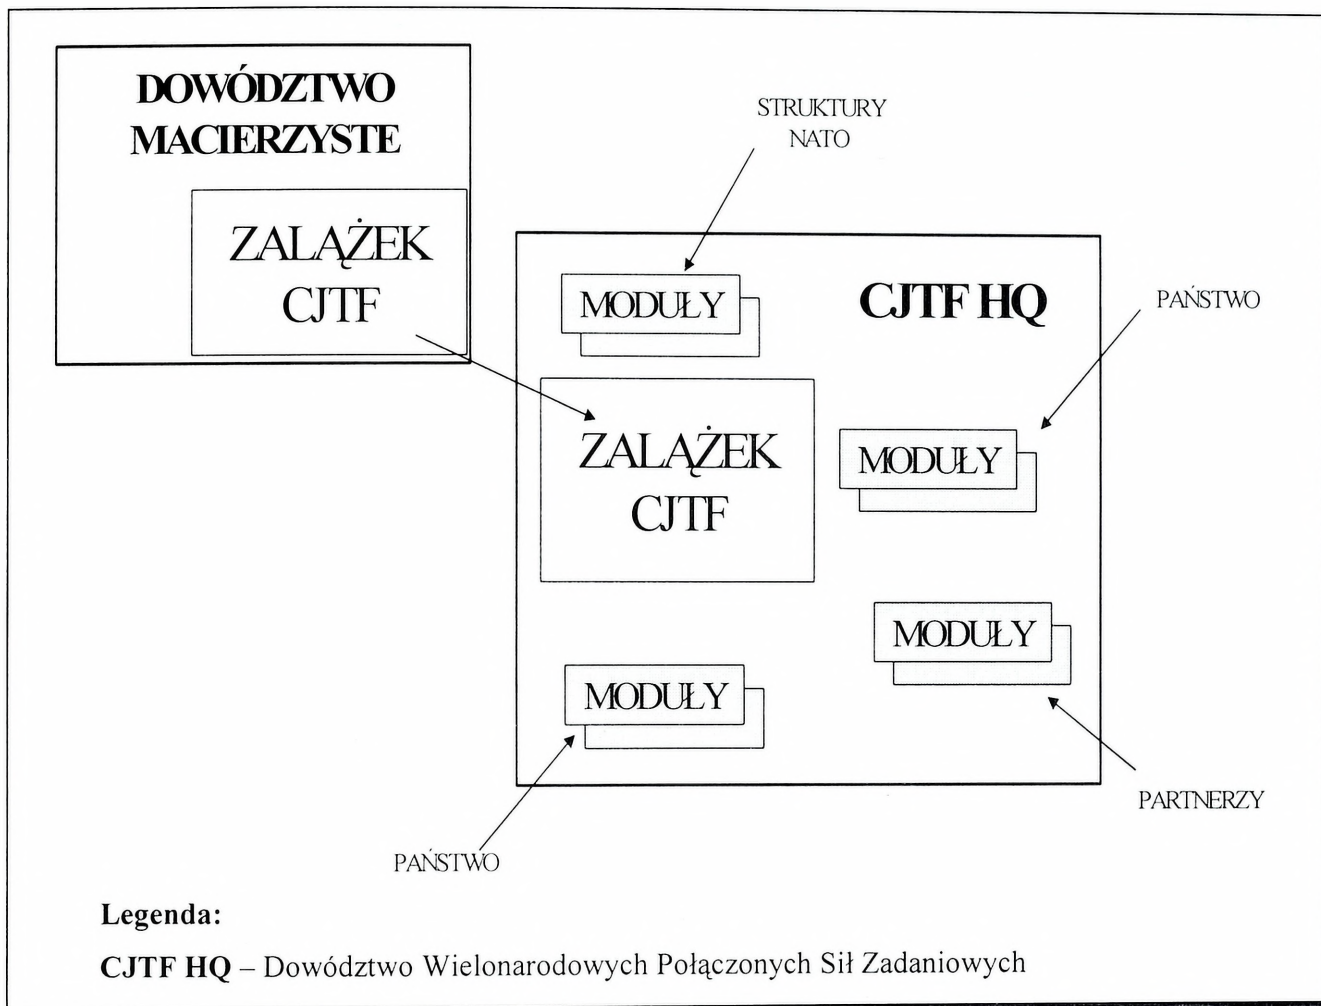 DOWÓDZTWO
MACIERZYSTE
ZALĄŻEK
CJTF
STRUKTURY
NATO
MODUŁY
CJTF HQ
PAŃSTWO
ZALĄŻEK
CJTF
MODUŁY
MODUŁY
MODUŁY
PARTNERZY
PAŃSTWO
Legenda:
CJTF HQ – Dowództwo Wielonarodowych Połączonych Sił Zadaniowych